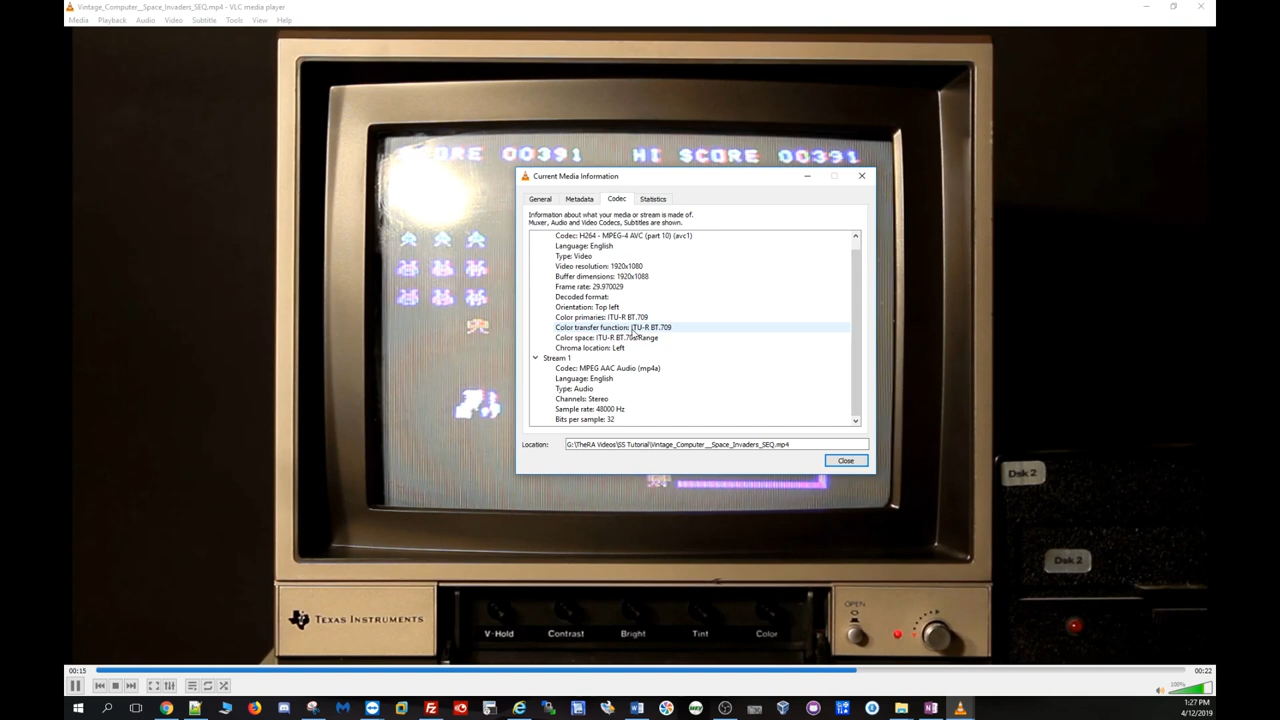 Vintage_Computer__Space_Invaders_SEQ.mp4 - VLC media player
Media Playback Audio Video Subtitle Tools View Help
ORE 00391 HI SCORE 00391
Current Media Information
General Metadata Codec Statistics
Information about what your media or stream is made of.
Muxer, Audio and Video Codecs, Subtitles are shown.
Codec: H264 - MPEG-4 AVC (part 10) (avc1)
Language: English
Type: Video
Video resolution: 1920x1080
Buffer dimensions: 1920x1088
Frame rate: 29.970029
Decoded format:
Orientation: Top left
Color primaries: ITU-R BT.709
Color transfer function: ITU-R BT.709
Color space: ITU-R BT.709 Range
Chroma location: Left
Stream 1
Codec: MPEG AAC Audio (mp4a)
Language: English
Type: Audio
Channels: Stereo
Sample rate: 48000 Hz
Bits per sample: 32
Location: G:\TheRA Videos\SS Tutorial\Vintage_Computer__Space_Invaders_SEQ.mp4
Close
Dsk 2
Dsk 2
OPEN
TEXAS INSTRUMENTS
V-Hold Contrast Bright Tint Color
00:15 00:22
100%
1:27 PM
4/12/2019